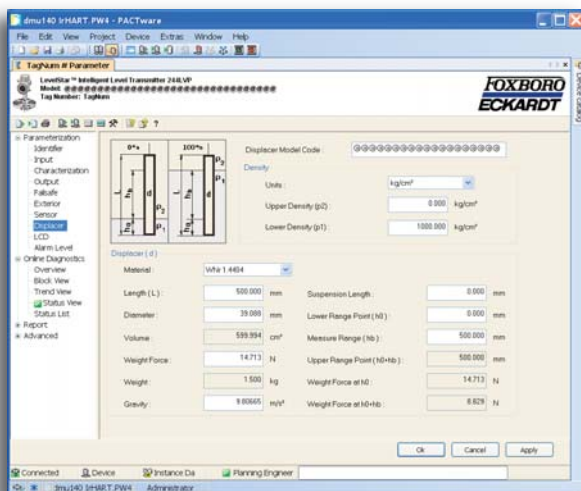 dmu140 IrHART.PW4 - PACTware
File Edit View Project Device Extras Window Help
TagNum # Parameter
LevelStar™ Intelligent Level Transmitter 244LVP
Model: @@@@@@@@@@@@@@@@@@@@@@@@@@@@@@@@
Tag Number: TagNum
FOXBORO
ECKARDT
Device catalog
Parameterization
Identifier
Input
Characterization
Output
Failsafe
Exterior
Sensor
Displacer
LCD
Alarm Level
Online Diagnostics
Overview
Block View
Trend View
Status View
Status List
Report
Advanced
0% 100%
Displacer Model Code : @@@@@@@@@@@@@@@@@@@@
Density
Units : kg/cm³
Upper Density (p2) : 0.000 kg/cm³
Lower Density (p1) : 1000.000 kg/cm³
Displacer ( d )
Material : WNr 1.4404
Length ( L ) : 500.000 mm Suspension Length : 0.000 mm
Diameter : 39.088 mm Lower Range Point ( h0 ) : 0.000 mm
Volume : 599.994 cm³ Measure Range ( hb ) : 500.000 mm
Weight Force : 14.713 N Upper Range Point ( h0+hb ) : 500.000 mm
Weight : 1.500 kg Weight Force at h0 : 14.713 N
Gravity : 9.80665 m/s² Weight Force at h0+hb : 8.829 N
Ok Cancel Apply
Connected Device Instance Da Planning Engineer
dmu140 IrHART.PW4 Administrator